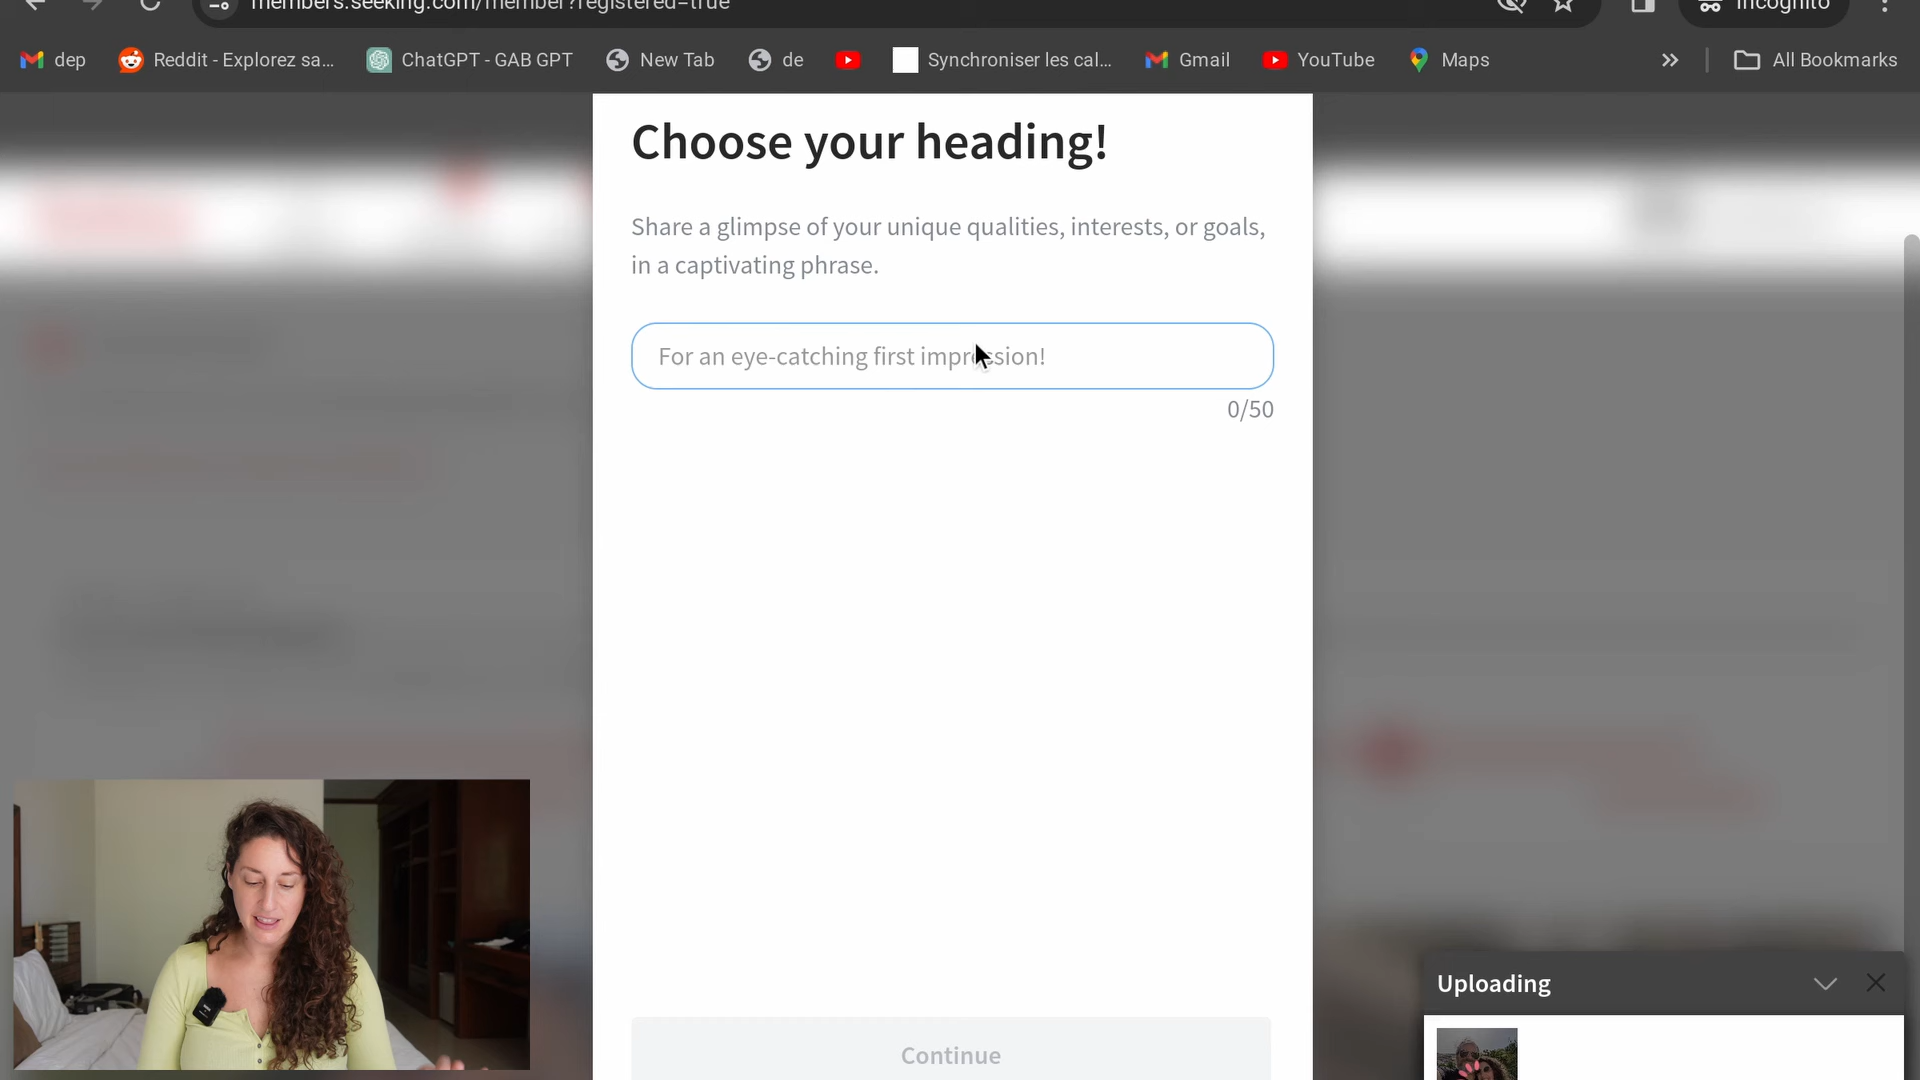 members.seeking.com/member?registered=true
Incognito
dep
Reddit - Explorez sa...
ChatGPT - GAB GPT
New Tab
de
Synchroniser les cal...
Gmail
YouTube
Maps
All Bookmarks
Choose your heading!
Share a glimpse of your unique qualities, interests, or goals,
in a captivating phrase.
For an eye-catching first impression!
0/50
Continue
Uploading